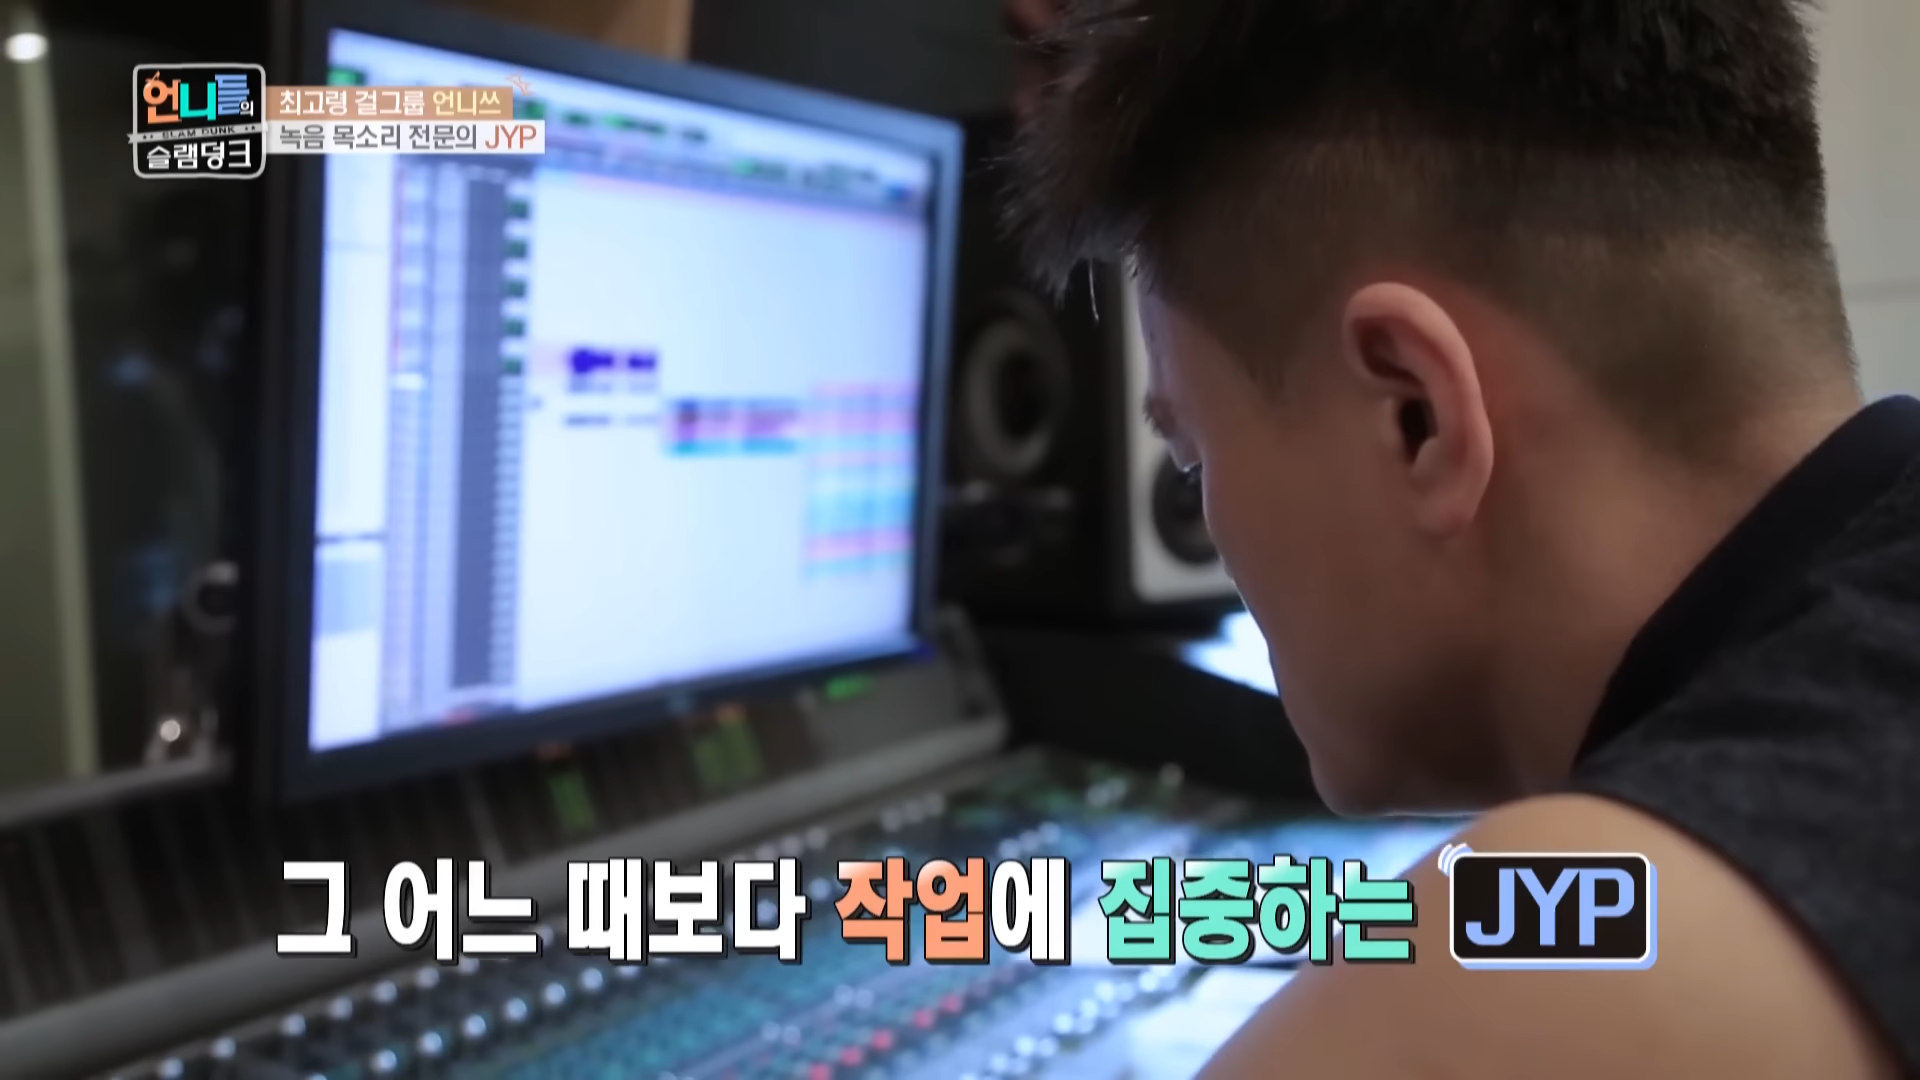 언니들의
SLAM DUNK
슬램덩크
최고령 걸그룹 언니쓰
녹음 목소리 전문의 JYP
그 어느 때보다 작업에 집중하는 JYP